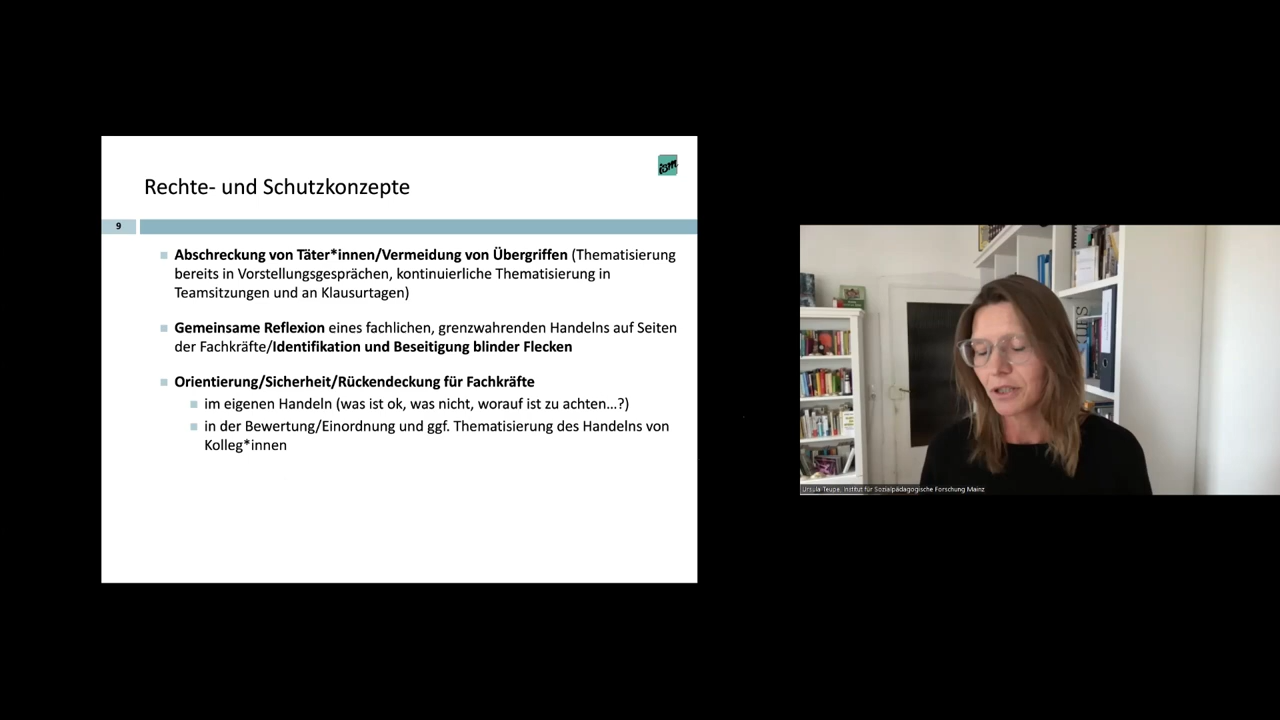 ism
Rechte- und Schutzkonzepte
9
Abschreckung von Täter*innen/Vermeidung von Übergriffen (Thematisierung
bereits in Vorstellungsgesprächen, kontinuierliche Thematisierung in
Teamsitzungen und an Klausurtagen)
Gemeinsame Reflexion eines fachlichen, grenzwahrenden Handelns auf Seiten
der Fachkräfte/Identifikation und Beseitigung blinder Flecken
Orientierung/Sicherheit/Rückendeckung für Fachkräfte
im eigenen Handeln (was ist ok, was nicht, worauf ist zu achten...?)
in der Bewertung/Einordnung und ggf. Thematisierung des Handelns von
Kolleg*innen
Ursula Teupe, Institut für Sozialpädagogische Forschung Mainz